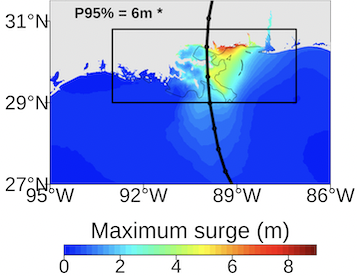 P95% = 6m *
31°N
29°N
27°N
95°W 92°W 89°W 86°W
Maximum surge (m)
0 2 4 6 8